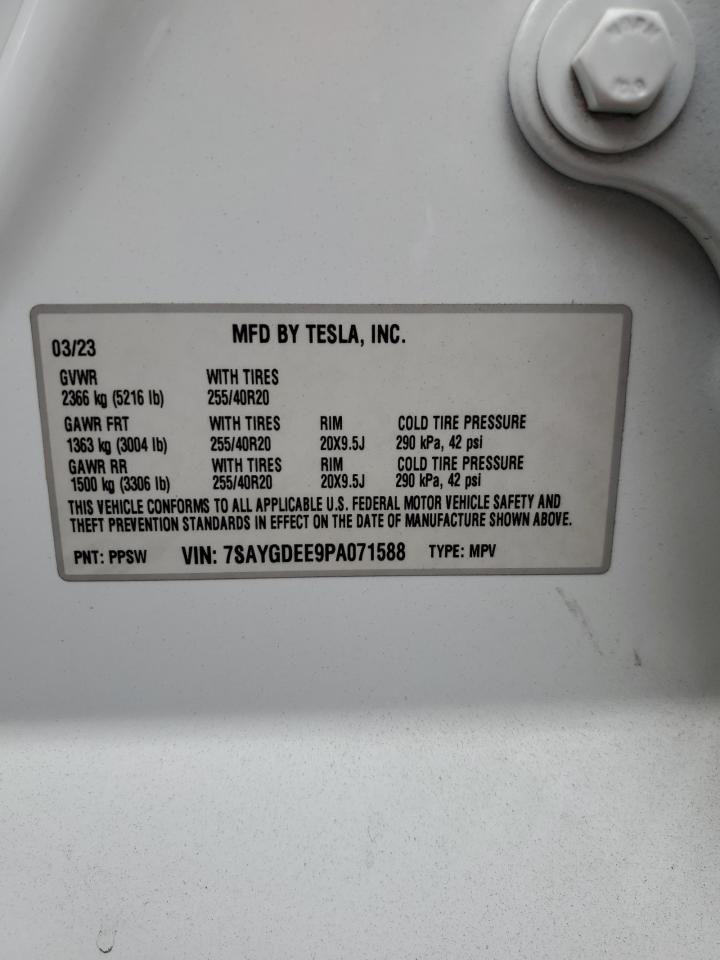 MFD BY TESLA, INC.
03/23
GVWR WITH TIRES
2366 kg (5216 lb) 255/40R20
GAWR FRT WITH TIRES RIM COLD TIRE PRESSURE
1363 kg (3004 lb) 255/40R20 20X9.5J 290 kPa, 42 psi
GAWR RR WITH TIRES RIM COLD TIRE PRESSURE
1500 kg (3306 lb) 255/40R20 20X9.5J 290 kPa, 42 psi
THIS VEHICLE CONFORMS TO ALL APPLICABLE U.S. FEDERAL MOTOR VEHICLE SAFETY AND
THEFT PREVENTION STANDARDS IN EFFECT ON THE DATE OF MANUFACTURE SHOWN ABOVE.
PNT: PPSW VIN: 7SAYGDEE9PA071588 TYPE: MPV